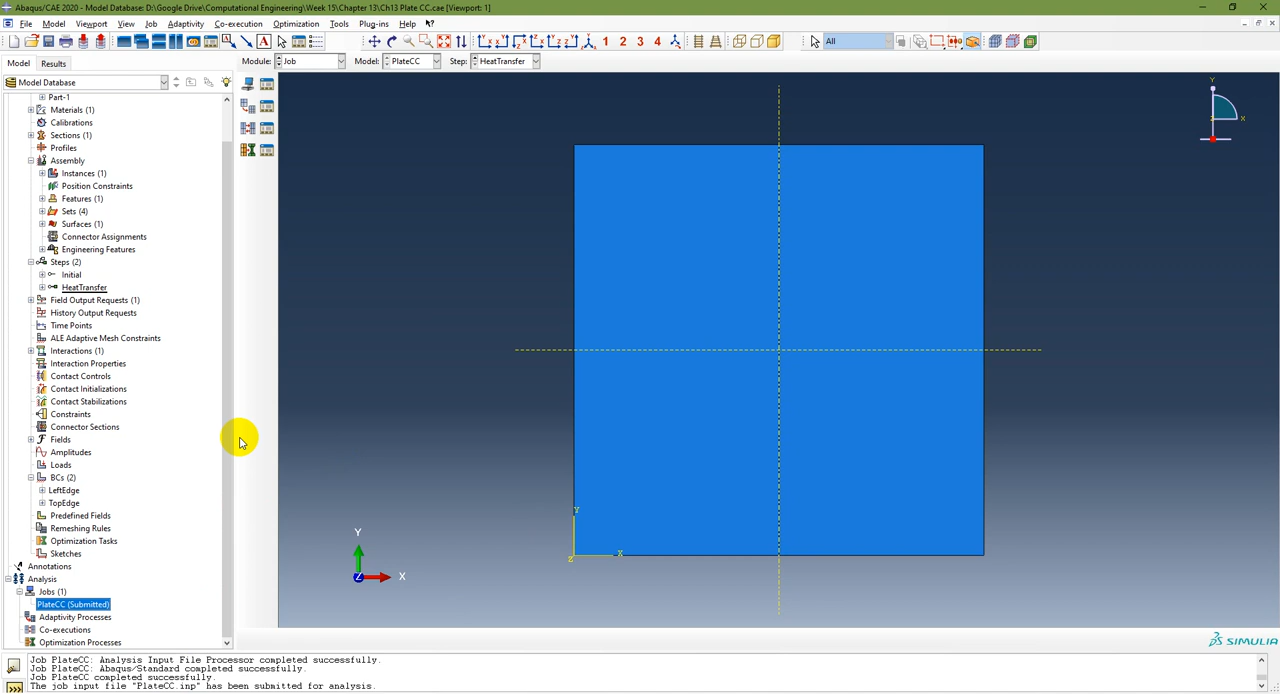 Abaqus/CAE 2020 - Model Database: D:\Google Drive\Computational Engineering\Week 15\Chapter 13\Ch13 Plate CC.cae [Viewport: 1]
File Model Viewport View Job Adaptivity Co-execution Optimization Tools Plug-ins Help
1 2 3 4 All
Model Results Module: Job Model: PlateCC Step: HeatTransfer
Model Database
Part-1
Materials (1)
Calibrations
Sections (1)
Profiles
Assembly
Instances (1)
Position Constraints
Features (1)
Sets (4)
Surfaces (1)
Connector Assignments
Engineering Features
Steps (2)
Initial
HeatTransfer
Field Output Requests (1)
History Output Requests
Time Points
ALE Adaptive Mesh Constraints
Interactions (1)
Interaction Properties
Contact Controls
Contact Initializations
Contact Stabilizations
Constraints
Connector Sections
Fields
Amplitudes
Loads
BCs (2)
LeftEdge
TopEdge
Predefined Fields
Remeshing Rules
Optimization Tasks
Sketches
Annotations
Analysis
Jobs (1)
PlateCC (Submitted)
Adaptivity Processes
Co-executions
Optimization Processes
Y
X
Z
Y
X
Z
Y
X
SIMULIA
Job PlateCC: Analysis Input File Processor completed successfully.
Job PlateCC: Abaqus/Standard completed successfully.
Job PlateCC completed successfully.
The job input file "PlateCC.inp" has been submitted for analysis.